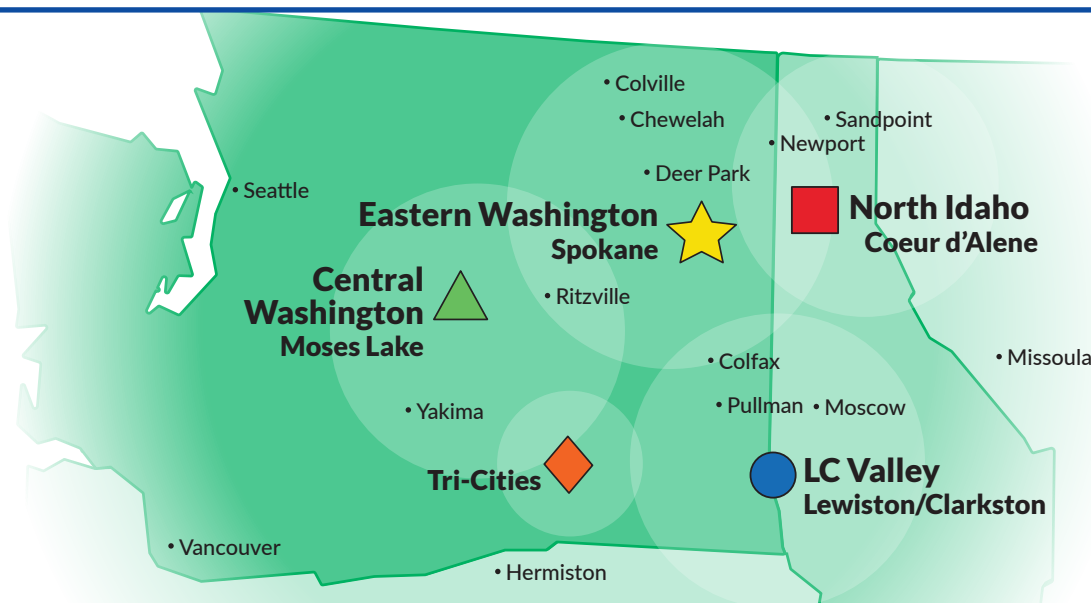 Colville
Chewelah
Sandpoint
Newport
Deer Park
Seattle
Eastern Washington
Spokane
North Idaho
Coeur d’Alene
Central
Washington
Moses Lake
Ritzville
Colfax
Missoula
Yakima
Pullman
Moscow
Tri-Cities
LC Valley
Lewiston/Clarkston
Vancouver
Hermiston